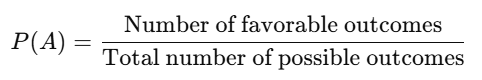 P(A) = Number of favorable outcomes / Total number of possible outcomes